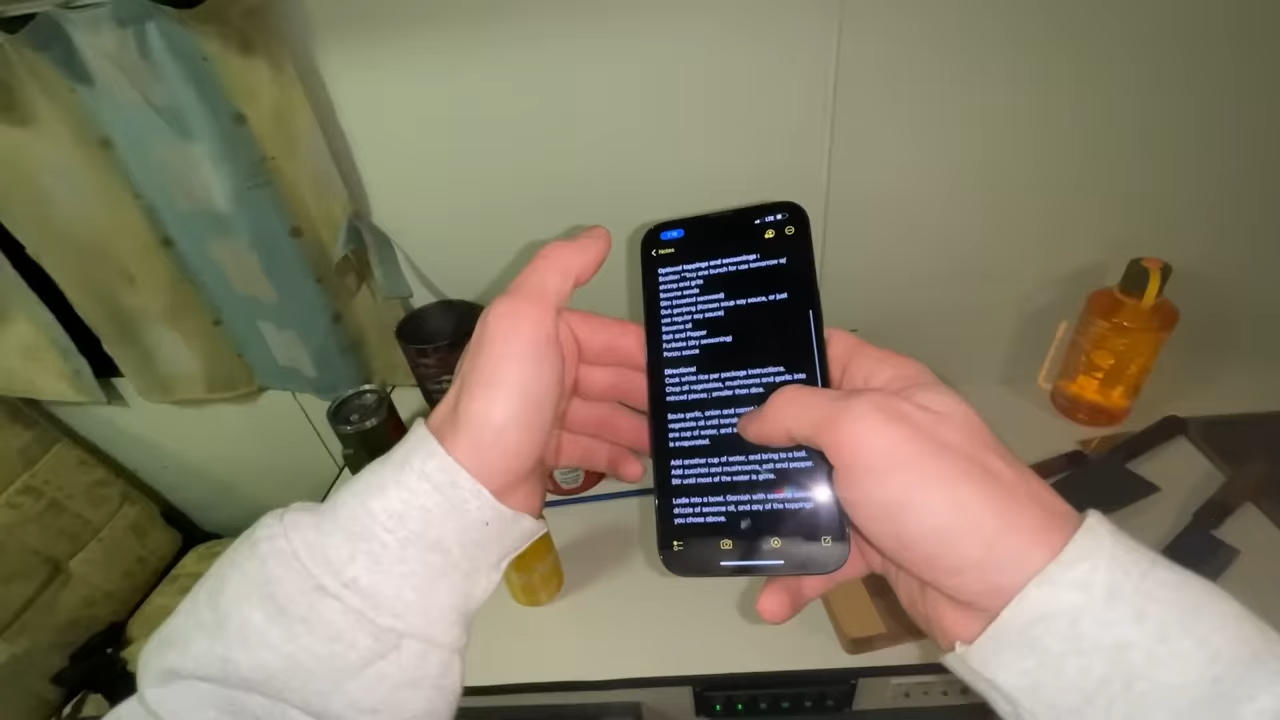 LTE
Notes
Optional toppings and seasonings :
Scallion **buy one bunch for use tomorrow w/
shrimp and grits
Sesame seeds
Gim (roasted seaweed)
Guk ganjang (Korean soup soy sauce, or just
use regular soy sauce)
Sesame oil
Salt and Pepper
Furikake (dry seasoning)
Ponzu sauce
Directions!
Cook white rice per package instructions.
Chop all vegetables, mushrooms and garlic into
minced pieces ; smaller than dice.
Saute garlic, onion and
vegetable oil until
one cup of water, and
is evaporated.
Add another cup of water, and bring to a boil.
Add zucchini and mushrooms, salt and pepper.
Stir until most of the water is gone.
Ladle into a bowl. Garnish with sesame
drizzle of sesame oil, and any of the toppings
you chose above.